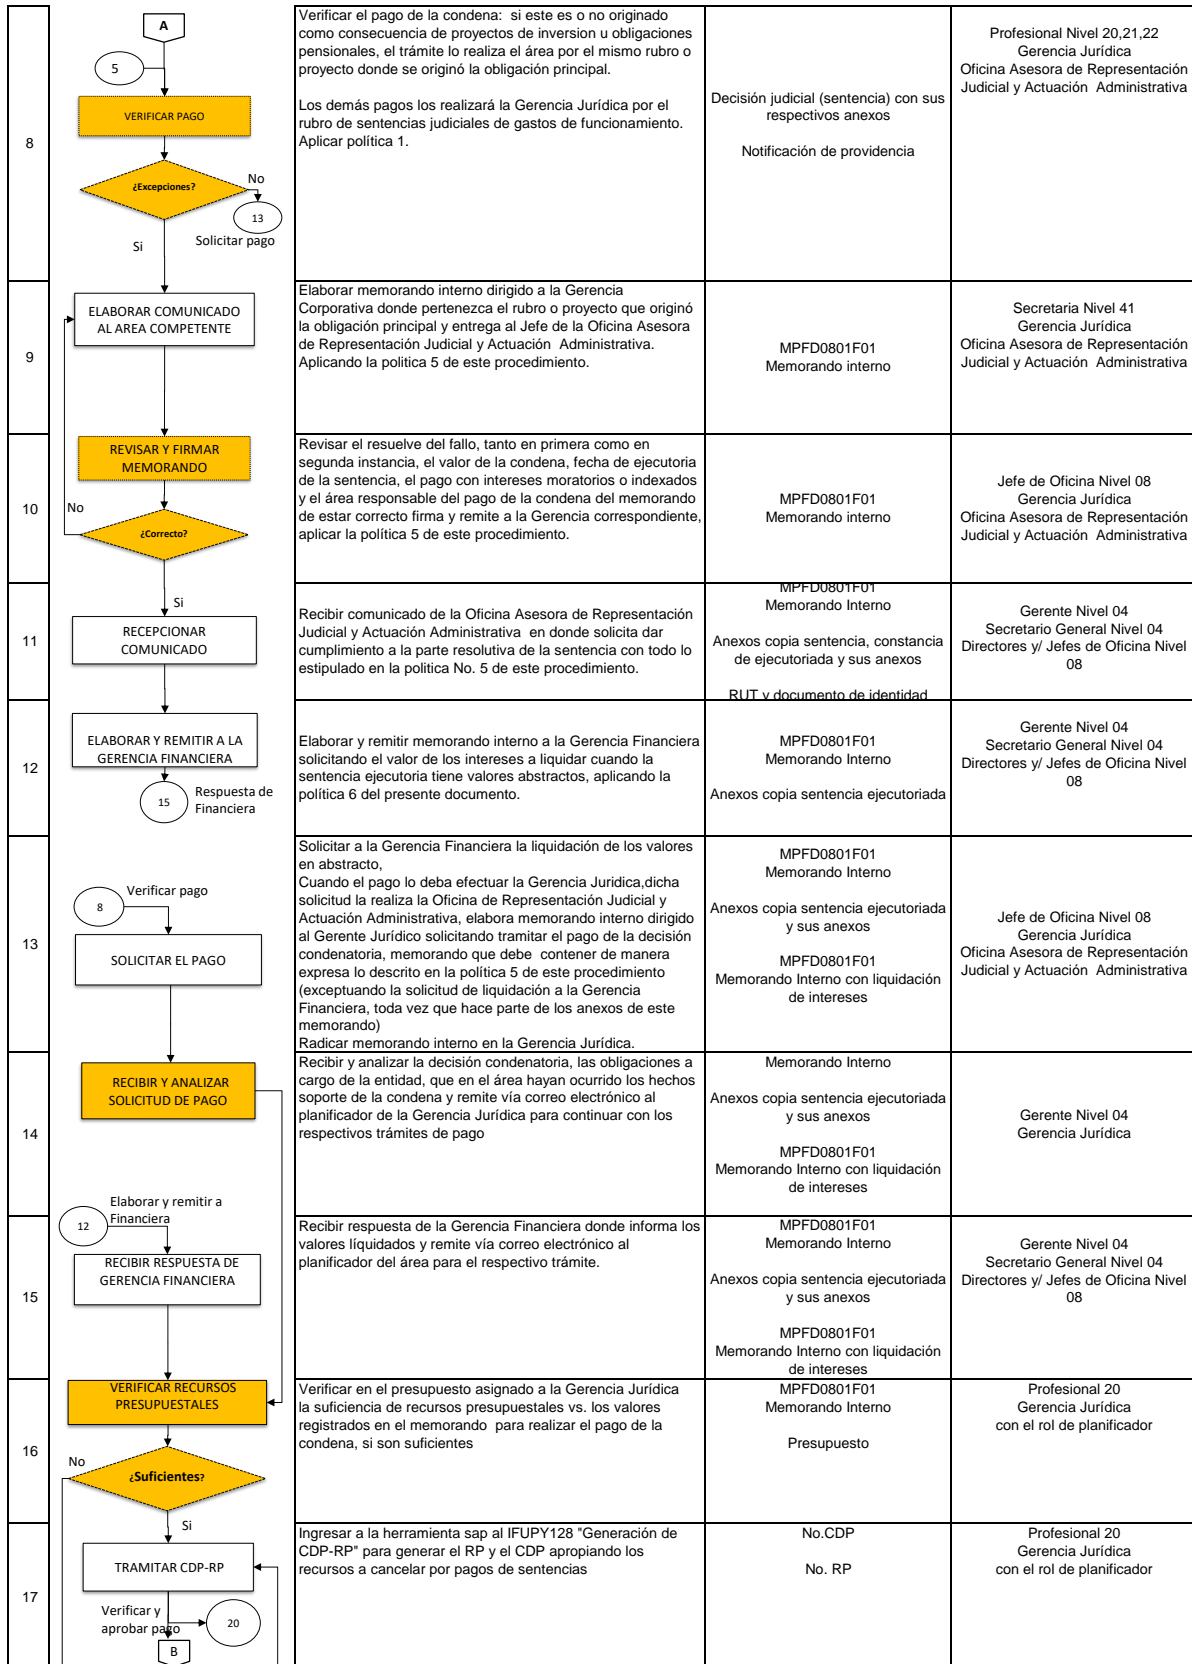 8
A
5
VERIFICAR PAGO
¿Excepciones?
No
13
Solicitar pago
Si
Verificar el pago de la condena: si este es o no originado
como consecuencia de proyectos de inversion u obligaciones
pensionales, el trámite lo realiza el área por el mismo rubro o
proyecto donde se originó la obligación principal.
Los demás pagos los realizará la Gerencia Jurídica por el
rubro de sentencias judiciales de gastos de funcionamiento.
Aplicar política 1.
Decisión judicial (sentencia) con sus
respectivos anexos
Notificación de providencia
Profesional Nivel 20,21,22
Gerencia Jurídica
Oficina Asesora de Representación
Judicial y Actuación Administrativa
9
ELABORAR COMUNICADO
AL AREA COMPETENTE
Elaborar memorando interno dirigido a la Gerencia
Corporativa donde pertenezca el rubro o proyecto que originó
la obligación principal y entrega al Jefe de la Oficina Asesora
de Representación Judicial y Actuación Administrativa.
Aplicando la politica 5 de este procedimiento.
MPFD0801F01
Memorando interno
Secretaria Nivel 41
Gerencia Jurídica
Oficina Asesora de Representación
Judicial y Actuación Administrativa
10
REVISAR Y FIRMAR
MEMORANDO
No
¿Correcto?
Revisar el resuelve del fallo, tanto en primera como en
segunda instancia, el valor de la condena, fecha de ejecutoria
de la sentencia, el pago con intereses moratorios o indexados
y el área responsable del pago de la condena del memorando
de estar correcto firma y remite a la Gerencia correspondiente,
aplicar la política 5 de este procedimiento.
MPFD0801F01
Memorando interno
Jefe de Oficina Nivel 08
Gerencia Jurídica
Oficina Asesora de Representación
Judicial y Actuación Administrativa
11
Si
RECEPCIONAR
COMUNICADO
Recibir comunicado de la Oficina Asesora de Representación
Judicial y Actuación Administrativa en donde solicita dar
cumplimiento a la parte resolutiva de la sentencia con todo lo
estipulado en la politica No. 5 de este procedimiento.
MPFD0801F01
Memorando Interno
Anexos copia sentencia, constancia
de ejecutoriada y sus anexos
RUT y documento de identidad
Gerente Nivel 04
Secretario General Nivel 04
Directores y/ Jefes de Oficina Nivel
08
12
ELABORAR Y REMITIR A LA
GERENCIA FINANCIERA
15
Respuesta de
Financiera
Elaborar y remitir memorando interno a la Gerencia Financiera
solicitando el valor de los intereses a liquidar cuando la
sentencia ejecutoria tiene valores abstractos, aplicando la
política 6 del presente documento.
MPFD0801F01
Memorando Interno
Anexos copia sentencia ejecutoriada
Gerente Nivel 04
Secretario General Nivel 04
Directores y/ Jefes de Oficina Nivel
08
13
Verificar pago
8
SOLICITAR EL PAGO
Solicitar a la Gerencia Financiera la liquidación de los valores
en abstracto,
Cuando el pago lo deba efectuar la Gerencia Juridica,dicha
solicitud la realiza la Oficina de Representación Judicial y
Actuación Administrativa, elabora memorando interno dirigido
al Gerente Jurídico solicitando tramitar el pago de la decisión
condenatoria, memorando que debe contener de manera
expresa lo descrito en la política 5 de este procedimiento
(exceptuando la solicitud de liquidación a la Gerencia
Financiera, toda vez que hace parte de los anexos de este
memorando)
Radicar memorando interno en la Gerencia Jurídica.
MPFD0801F01
Memorando Interno
Anexos copia sentencia ejecutoriada
y sus anexos
MPFD0801F01
Memorando Interno con liquidación
de intereses
Jefe de Oficina Nivel 08
Gerencia Jurídica
Oficina Asesora de Representación
Judicial y Actuación Administrativa
14
RECIBIR Y ANALIZAR
SOLICITUD DE PAGO
Recibir y analizar la decisión condenatoria, las obligaciones a
cargo de la entidad, que en el área hayan ocurrido los hechos
soporte de la condena y remite vía correo electrónico al
planificador de la Gerencia Jurídica para continuar con los
respectivos trámites de pago
Memorando Interno
Anexos copia sentencia ejecutoriada
y sus anexos
MPFD0801F01
Memorando Interno con liquidación
de intereses
Gerente Nivel 04
Gerencia Jurídica
15
Elaborar y remitir a
Financiera
12
RECIBIR RESPUESTA DE
GERENCIA FINANCIERA
Recibir respuesta de la Gerencia Financiera donde informa los
valores líquidados y remite vía correo electrónico al
planificador del área para el respectivo trámite.
MPFD0801F01
Memorando Interno
Anexos copia sentencia ejecutoriada
y sus anexos
MPFD0801F01
Memorando Interno con liquidación
de intereses
Gerente Nivel 04
Secretario General Nivel 04
Directores y/ Jefes de Oficina Nivel
08
16
VERIFICAR RECURSOS
PRESUPUESTALES
No
¿Suficientes?
Verificar en el presupuesto asignado a la Gerencia Jurídica
la suficiencia de recursos presupuestales vs. los valores
registrados en el memorando para realizar el pago de la
condena, si son suficientes
MPFD0801F01
Memorando Interno
Presupuesto
Profesional 20
Gerencia Jurídica
con el rol de planificador
17
Si
TRAMITAR CDP-RP
Verificar y
aprobar pago
20
B
Ingresar a la herramienta sap al IFUPY128 "Generación de
CDP-RP" para generar el RP y el CDP apropiando los
recursos a cancelar por pagos de sentencias
No.CDP
No. RP
Profesional 20
Gerencia Jurídica
con el rol de planificador